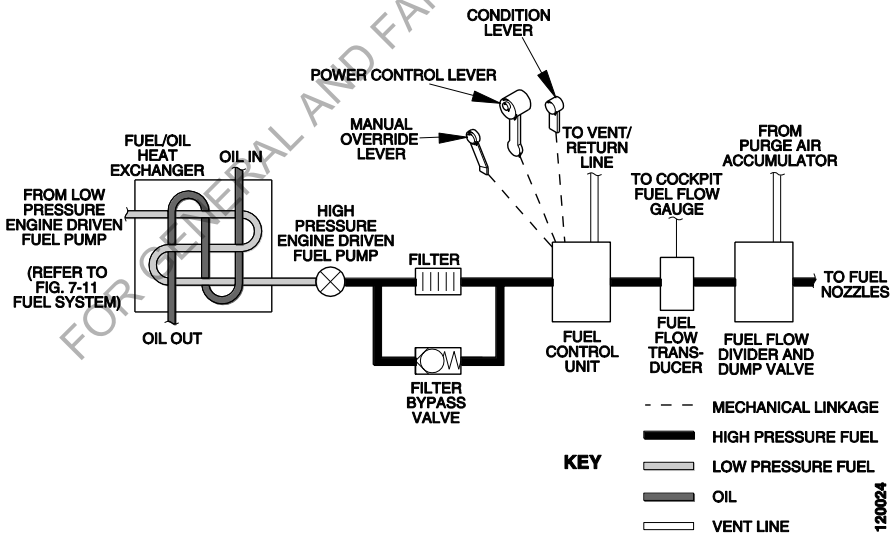 CONDITION
LEVER
POWER CONTROL LEVER
MANUAL
OVERRIDE
LEVER
TO VENT/
RETURN
LINE
FROM
PURGE AIR
ACCUMULATOR
TO COCKPIT
FUEL FLOW
GAUGE
FUEL/OIL
HEAT
EXCHANGER
OIL IN
FROM LOW
PRESSURE
ENGINE DRIVEN
FUEL PUMP
(REFER TO
FIG. 7-11
FUEL SYSTEM)
OIL OUT
HIGH
PRESSURE
ENGINE DRIVEN
FUEL PUMP
FILTER
FILTER
BYPASS
VALVE
FUEL
CONTROL
UNIT
FUEL
FLOW
TRANS-
DUCER
FUEL FLOW
DIVIDER AND
DUMP VALVE
TO FUEL
NOZZLES
KEY
MECHANICAL LINKAGE
HIGH PRESSURE FUEL
LOW PRESSURE FUEL
OIL
VENT LINE
120024
FOR GENERAL AND FA